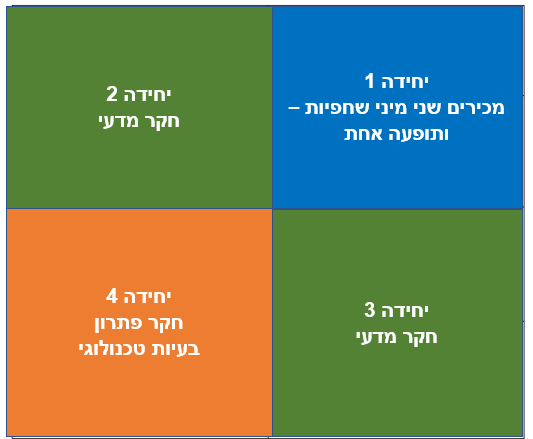 יחידה 1
מכירים שני מיני שחפיות –
ותופעה אחת
יחידה 2
חקר מדעי
יחידה 3
חקר מדעי
יחידה 4
חקר פתרון
בעיות טכנולוגי